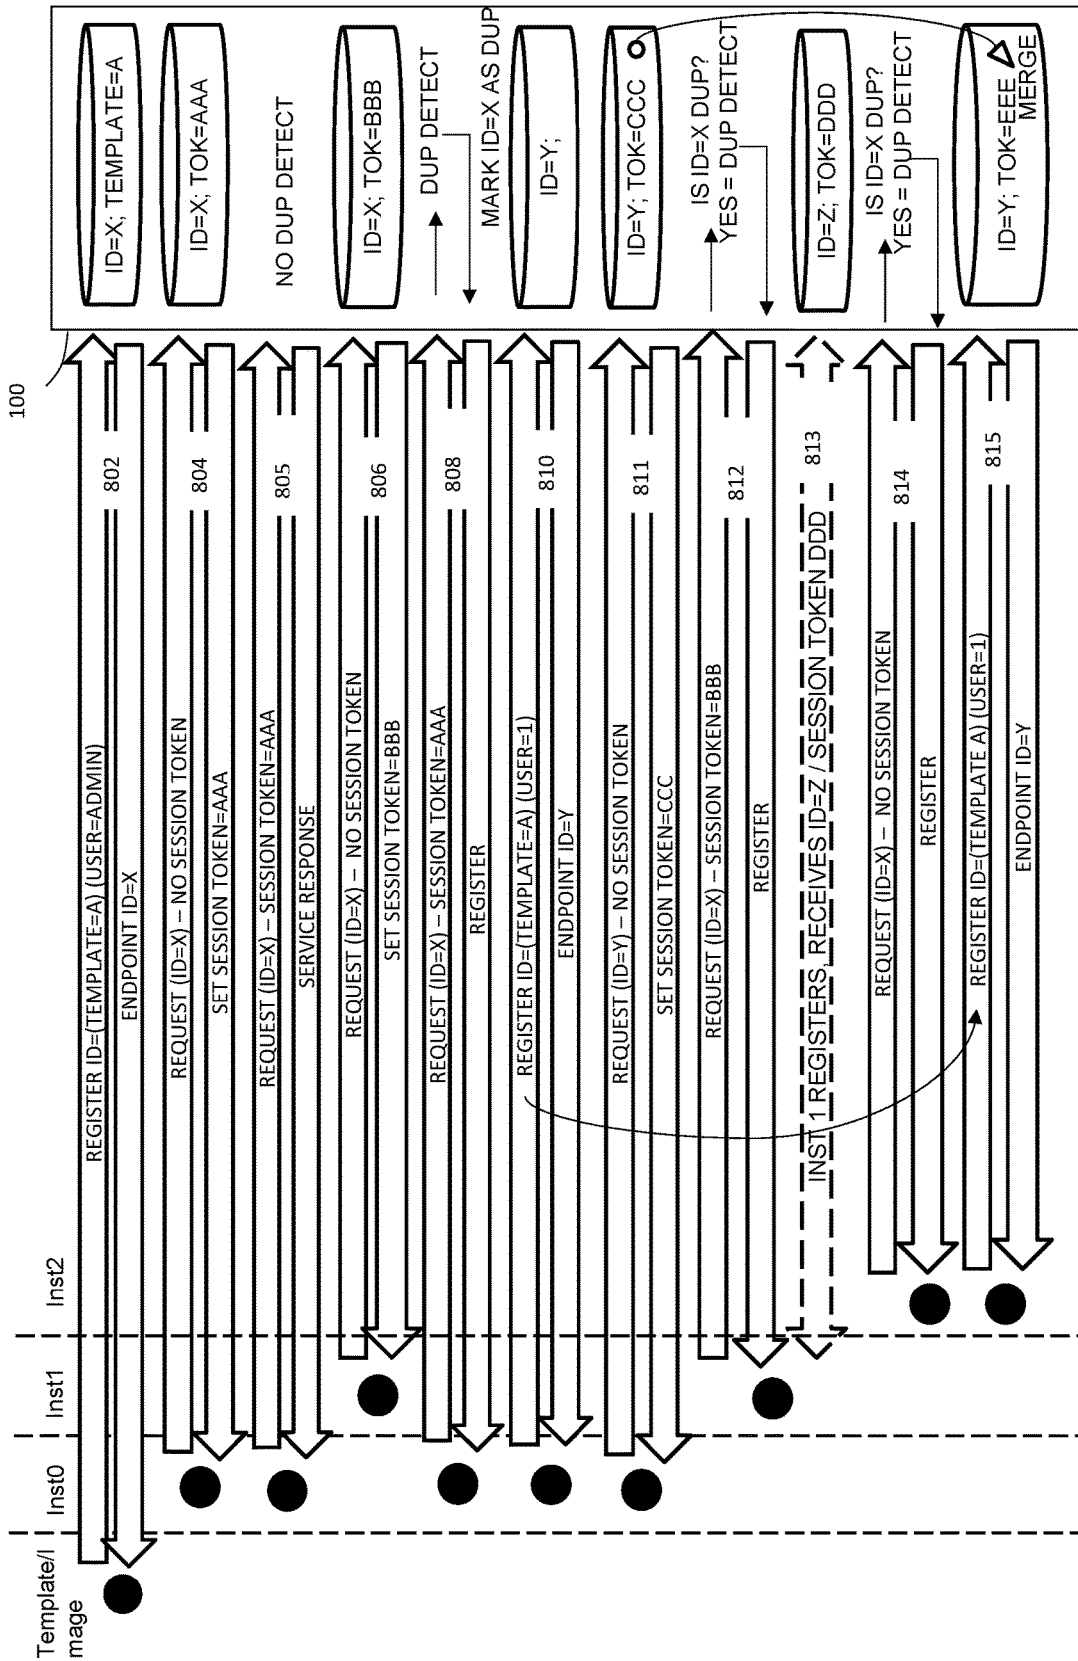 Template/I
mage
Inst0
Inst1
Inst2
100
REGISTER ID=(TEMPLATE=A) (USER=ADMIN)
802
ENDPOINT ID=X
ID=X; TEMPLATE=A
REQUEST (ID=X) – NO SESSION TOKEN
804
SET SESSION TOKEN=AAA
ID=X; TOK=AAA
REQUEST (ID=X) – SESSION TOKEN=AAA
805
SERVICE RESPONSE
NO DUP DETECT
REQUEST (ID=X) – NO SESSION TOKEN
806
SET SESSION TOKEN=BBB
ID=X; TOK=BBB
REQUEST (ID=X) – SESSION TOKEN=AAA
808
REGISTER
DUP DETECT
MARK ID=X AS DUP
REGISTER ID=(TEMPLATE=A) (USER=1)
810
ENDPOINT ID=Y
ID=Y;
REQUEST (ID=Y) – NO SESSION TOKEN
811
SET SESSION TOKEN=CCC
ID=Y; TOK=CCC
REQUEST (ID=X) – SESSION TOKEN=BBB
812
REGISTER
IS ID=X DUP?
YES = DUP DETECT
INST 1 REGISTERS, RECEIVES ID=Z / SESSION TOKEN DDD
813
ID=Z; TOK=DDD
REQUEST (ID=X) – NO SESSION TOKEN
814
REGISTER
IS ID=X DUP?
YES = DUP DETECT
REGISTER ID=(TEMPLATE A) (USER=1)
815
ENDPOINT ID=Y
ID=Y; TOK=EEE
MERGE